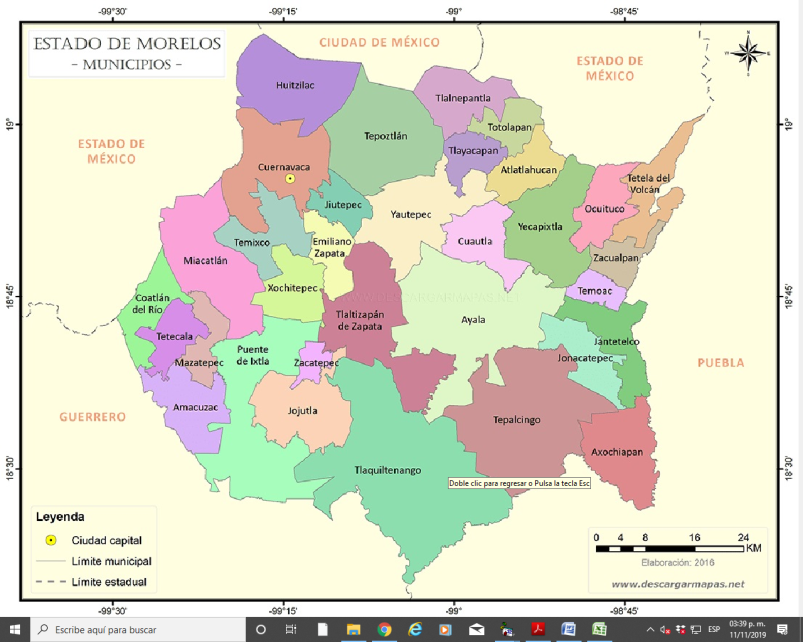 -99°30' -99°15' -99° -98°45'
ESTADO DE MORELOS
- MUNICIPIOS -
CIUDAD DE MÉXICO
ESTADO DE
MÉXICO
N
Huitzilac
Tlalnepantla
Totolapan
Tepoztlán
19° 19°
ESTADO DE
MÉXICO
Tlayacapan
Atlatlahucan
Cuernavaca
Tetela del
Volcán
Jiutepec
Ocuituco
Yautepec
Yecapixtla
Temixco
Emiliano
Zapata
Cuautla
Miacatlán
Zacualpan
Xochitepec
Temoac
Coatlán
del Río
18°45' 18°45'
Tlaltizapán
de Zapata
Ayala
Tetecala
Jantetelco
Puente
de Ixtla
Jonacatepec
Mazatepec
Zacatepec
PUEBLA
Amacuzac
Jojutla
GUERRERO
Tepalcingo
Axochiapan
Tlaquiltenango
18°30' 18°30'
Doble clic para regresar o Pulsa la tecla Esc
Leyenda
Ciudad capital
Limite municipal
Limite estadual
0 4 8 16 24
KM
Elaboración: 2016
www.descargarmapas.net
-99°30' -99°15' -99° -98°45'
Escribe aquí para buscar
ESP
03:39 p. m.
11/11/2019